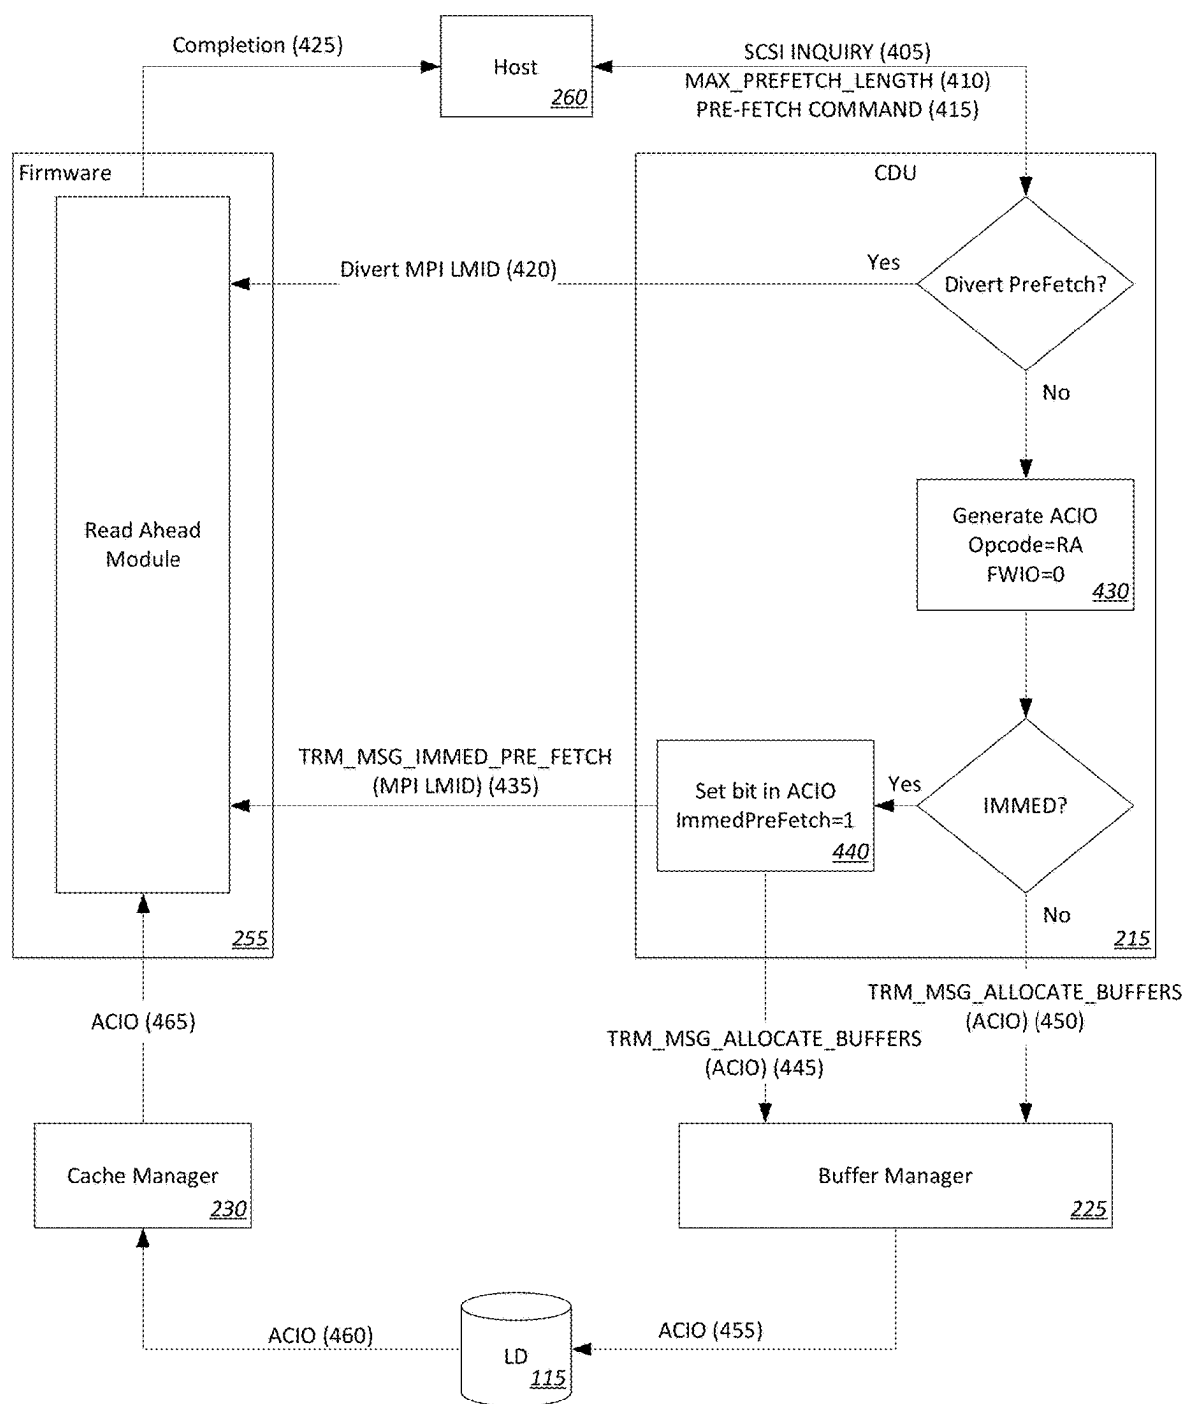 Completion (425)
Host
260
SCSI INQUIRY (405)
MAX_PREFETCH_LENGTH (410)
PRE-FETCH COMMAND (415)
Firmware
CDU
Divert MPI LMID (420)
Yes
Divert PreFetch?
No
Read Ahead
Module
Generate ACIO
Opcode=RA
FWIO=0
430
TRM_MSG_IMMED_PRE_FETCH
(MPI LMID) (435)
Set bit in ACIO
ImmedPreFetch=1
440
Yes
IMMED?
No
255
215
ACIO (465)
TRM_MSG_ALLOCATE_BUFFERS
(ACIO) (450)
TRM_MSG_ALLOCATE_BUFFERS
(ACIO) (445)
Cache Manager
230
Buffer Manager
225
ACIO (460)
LD
115
ACIO (455)